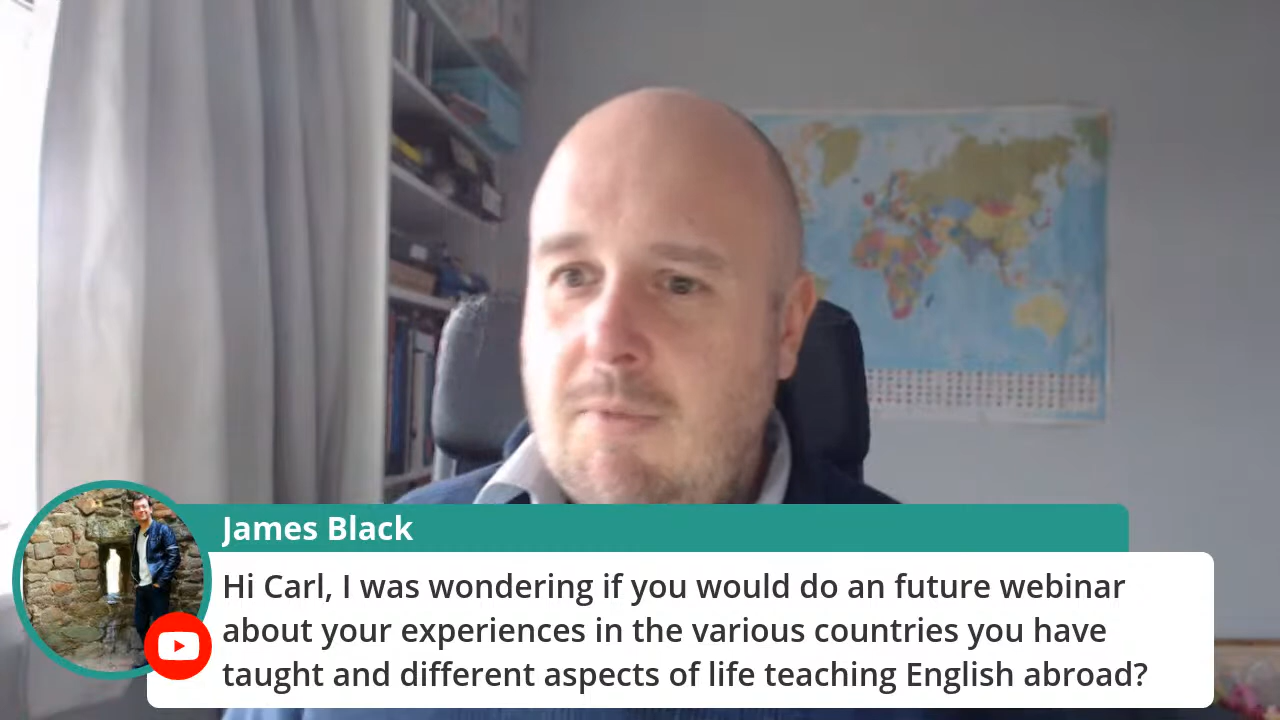 James Black
Hi Carl, I was wondering if you would do an future webinar
about your experiences in the various countries you have
taught and different aspects of life teaching English abroad?